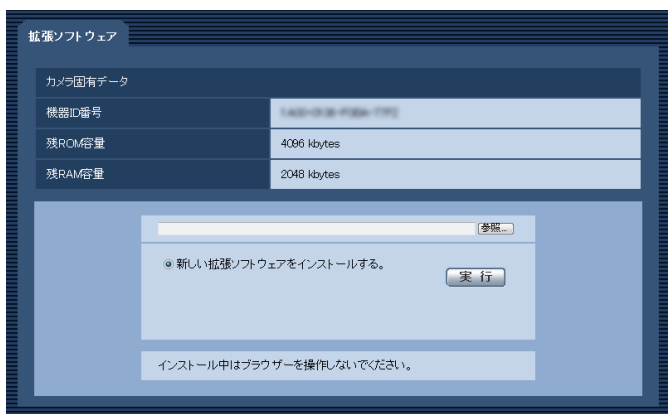 拡張ソフトウェア
カメラ固有データ
機器ID番号
残ROM容量 4096 kbytes
残RAM容量 2048 kbytes
参照...
新しい拡張ソフトウェアをインストールする。
実 行
インストール中はブラウザーを操作しないでください。